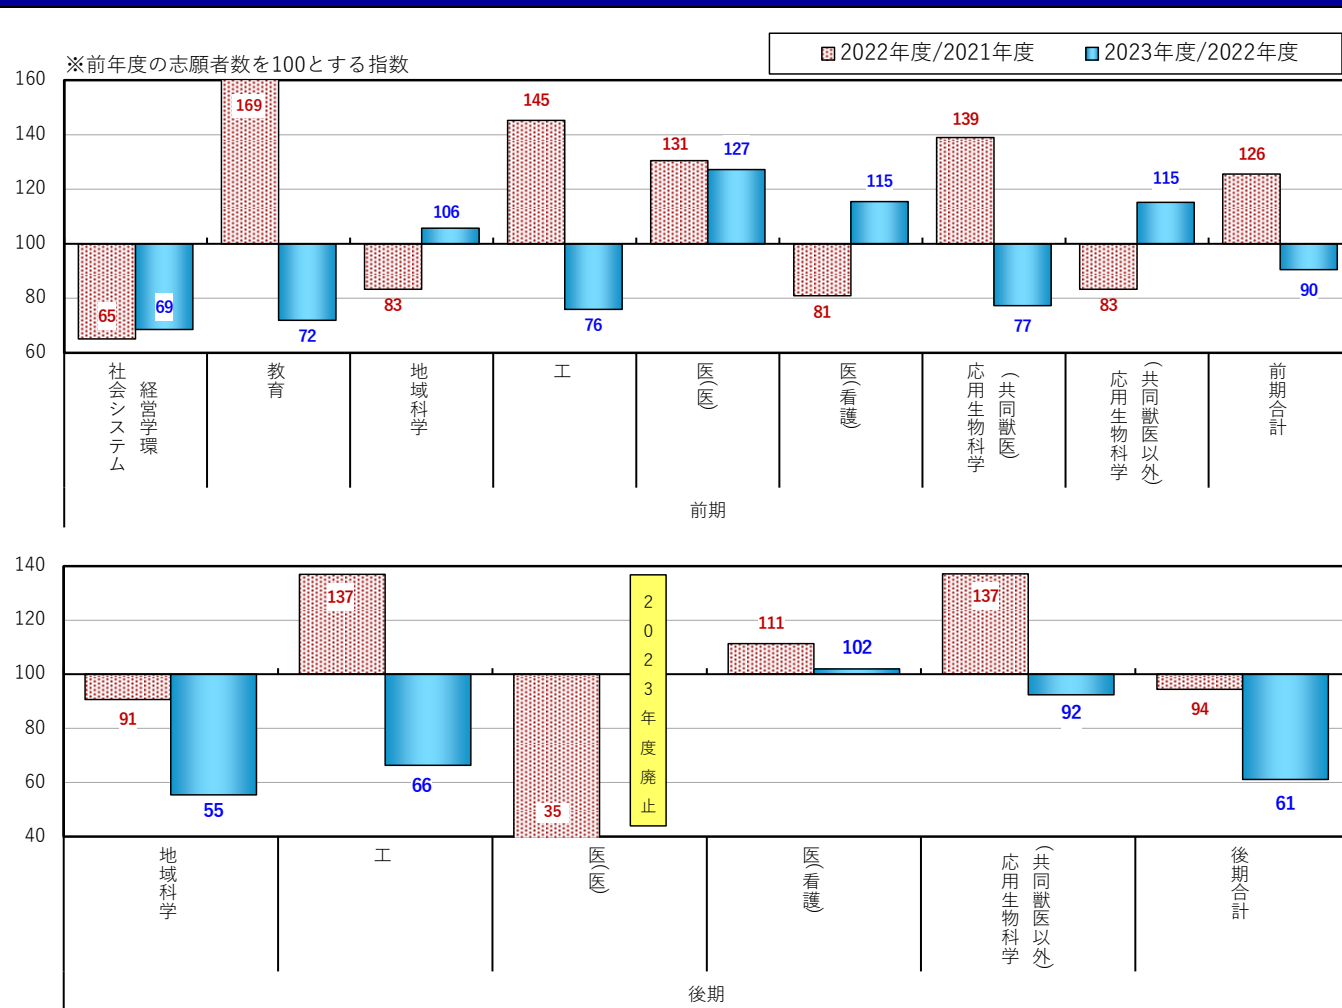 ※前年度の志願者数を100とする指数
2022年度/2021年度 2023年度/2022年度
160
140
120
100
80
60
65 69 169 72 83 106 145 76 131 127 81 115 139 77 83 115 126 90
社会システム
経営学環
教育
地域科学
工
医(医)
医(看護)
応用生物科学
(共同獣医)
応用生物科学
(共同獣医以外)
前期合計
前期
140
120
100
80
60
40
91 55 137 66 35
2023年度廃止
111 102 137 92 94 61
地域科学
工
医(医)
医(看護)
応用生物科学
(共同獣医以外)
後期合計
後期